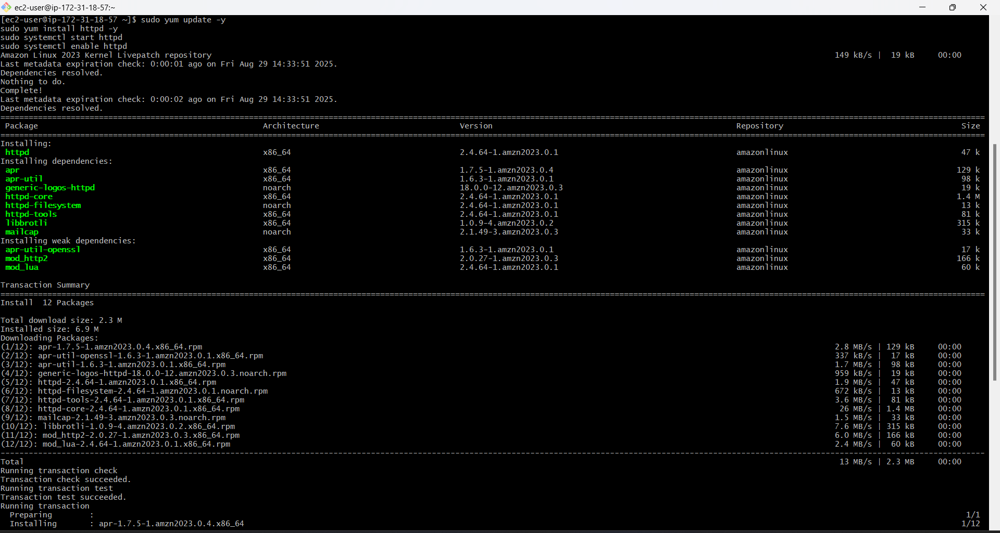 ec2-user@ip-172-31-18-57:~
[ec2-user@ip-172-31-18-57 ~]$ sudo yum update -y
sudo yum install httpd -y
sudo systemctl start httpd
sudo systemctl enable httpd
Amazon Linux 2023 Kernel Livepatch repository 149 kB/s | 19 kB 00:00
Last metadata expiration check: 0:00:01 ago on Fri Aug 29 14:33:51 2025.
Dependencies resolved.
Nothing to do.
Complete!
Last metadata expiration check: 0:00:02 ago on Fri Aug 29 14:33:51 2025.
Dependencies resolved.
Package Architecture Version Repository Size
Installing:
httpd x86_64 2.4.64-1.amzn2023.0.1 amazonlinux 47 k
Installing dependencies:
apr x86_64 1.7.5-1.amzn2023.0.4 amazonlinux 129 k
apr-util x86_64 1.6.3-1.amzn2023.0.1 amazonlinux 98 k
generic-logos-httpd noarch 18.0.0-12.amzn2023.0.3 amazonlinux 19 k
httpd-core x86_64 2.4.64-1.amzn2023.0.1 amazonlinux 1.4 M
httpd-filesystem noarch 2.4.64-1.amzn2023.0.1 amazonlinux 13 k
httpd-tools x86_64 2.4.64-1.amzn2023.0.1 amazonlinux 81 k
libbrotli x86_64 1.0.9-4.amzn2023.0.2 amazonlinux 315 k
mailcap noarch 2.1.49-3.amzn2023.0.3 amazonlinux 33 k
Installing weak dependencies:
apr-util-openssl x86_64 1.6.3-1.amzn2023.0.1 amazonlinux 17 k
mod_http2 x86_64 2.0.27-1.amzn2023.0.3 amazonlinux 166 k
mod_lua x86_64 2.4.64-1.amzn2023.0.1 amazonlinux 60 k
Transaction Summary
Install 12 Packages
Total download size: 2.3 M
Installed size: 6.9 M
Downloading Packages:
(1/12): apr-1.7.5-1.amzn2023.0.4.x86_64.rpm 2.8 MB/s | 129 kB 00:00
(2/12): apr-util-openssl-1.6.3-1.amzn2023.0.1.x86_64.rpm 337 kB/s | 17 kB 00:00
(3/12): apr-util-1.6.3-1.amzn2023.0.1.x86_64.rpm 1.7 MB/s | 98 kB 00:00
(4/12): generic-logos-httpd-18.0.0-12.amzn2023.0.3.noarch.rpm 959 kB/s | 19 kB 00:00
(5/12): httpd-2.4.64-1.amzn2023.0.1.x86_64.rpm 1.9 MB/s | 47 kB 00:00
(6/12): httpd-filesystem-2.4.64-1.amzn2023.0.1.noarch.rpm 672 kB/s | 13 kB 00:00
(7/12): httpd-tools-2.4.64-1.amzn2023.0.1.x86_64.rpm 3.6 MB/s | 81 kB 00:00
(8/12): httpd-core-2.4.64-1.amzn2023.0.1.x86_64.rpm 26 MB/s | 1.4 MB 00:00
(9/12): mailcap-2.1.49-3.amzn2023.0.3.noarch.rpm 1.5 MB/s | 33 kB 00:00
(10/12): libbrotli-1.0.9-4.amzn2023.0.2.x86_64.rpm 7.6 MB/s | 315 kB 00:00
(11/12): mod_http2-2.0.27-1.amzn2023.0.3.x86_64.rpm 6.0 MB/s | 166 kB 00:00
(12/12): mod_lua-2.4.64-1.amzn2023.0.1.x86_64.rpm 2.4 MB/s | 60 kB 00:00
Total 13 MB/s | 2.3 MB 00:00
Running transaction check
Transaction check succeeded.
Running transaction test
Transaction test succeeded.
Running transaction
Preparing : 1/1
Installing : apr-1.7.5-1.amzn2023.0.4.x86_64 1/12